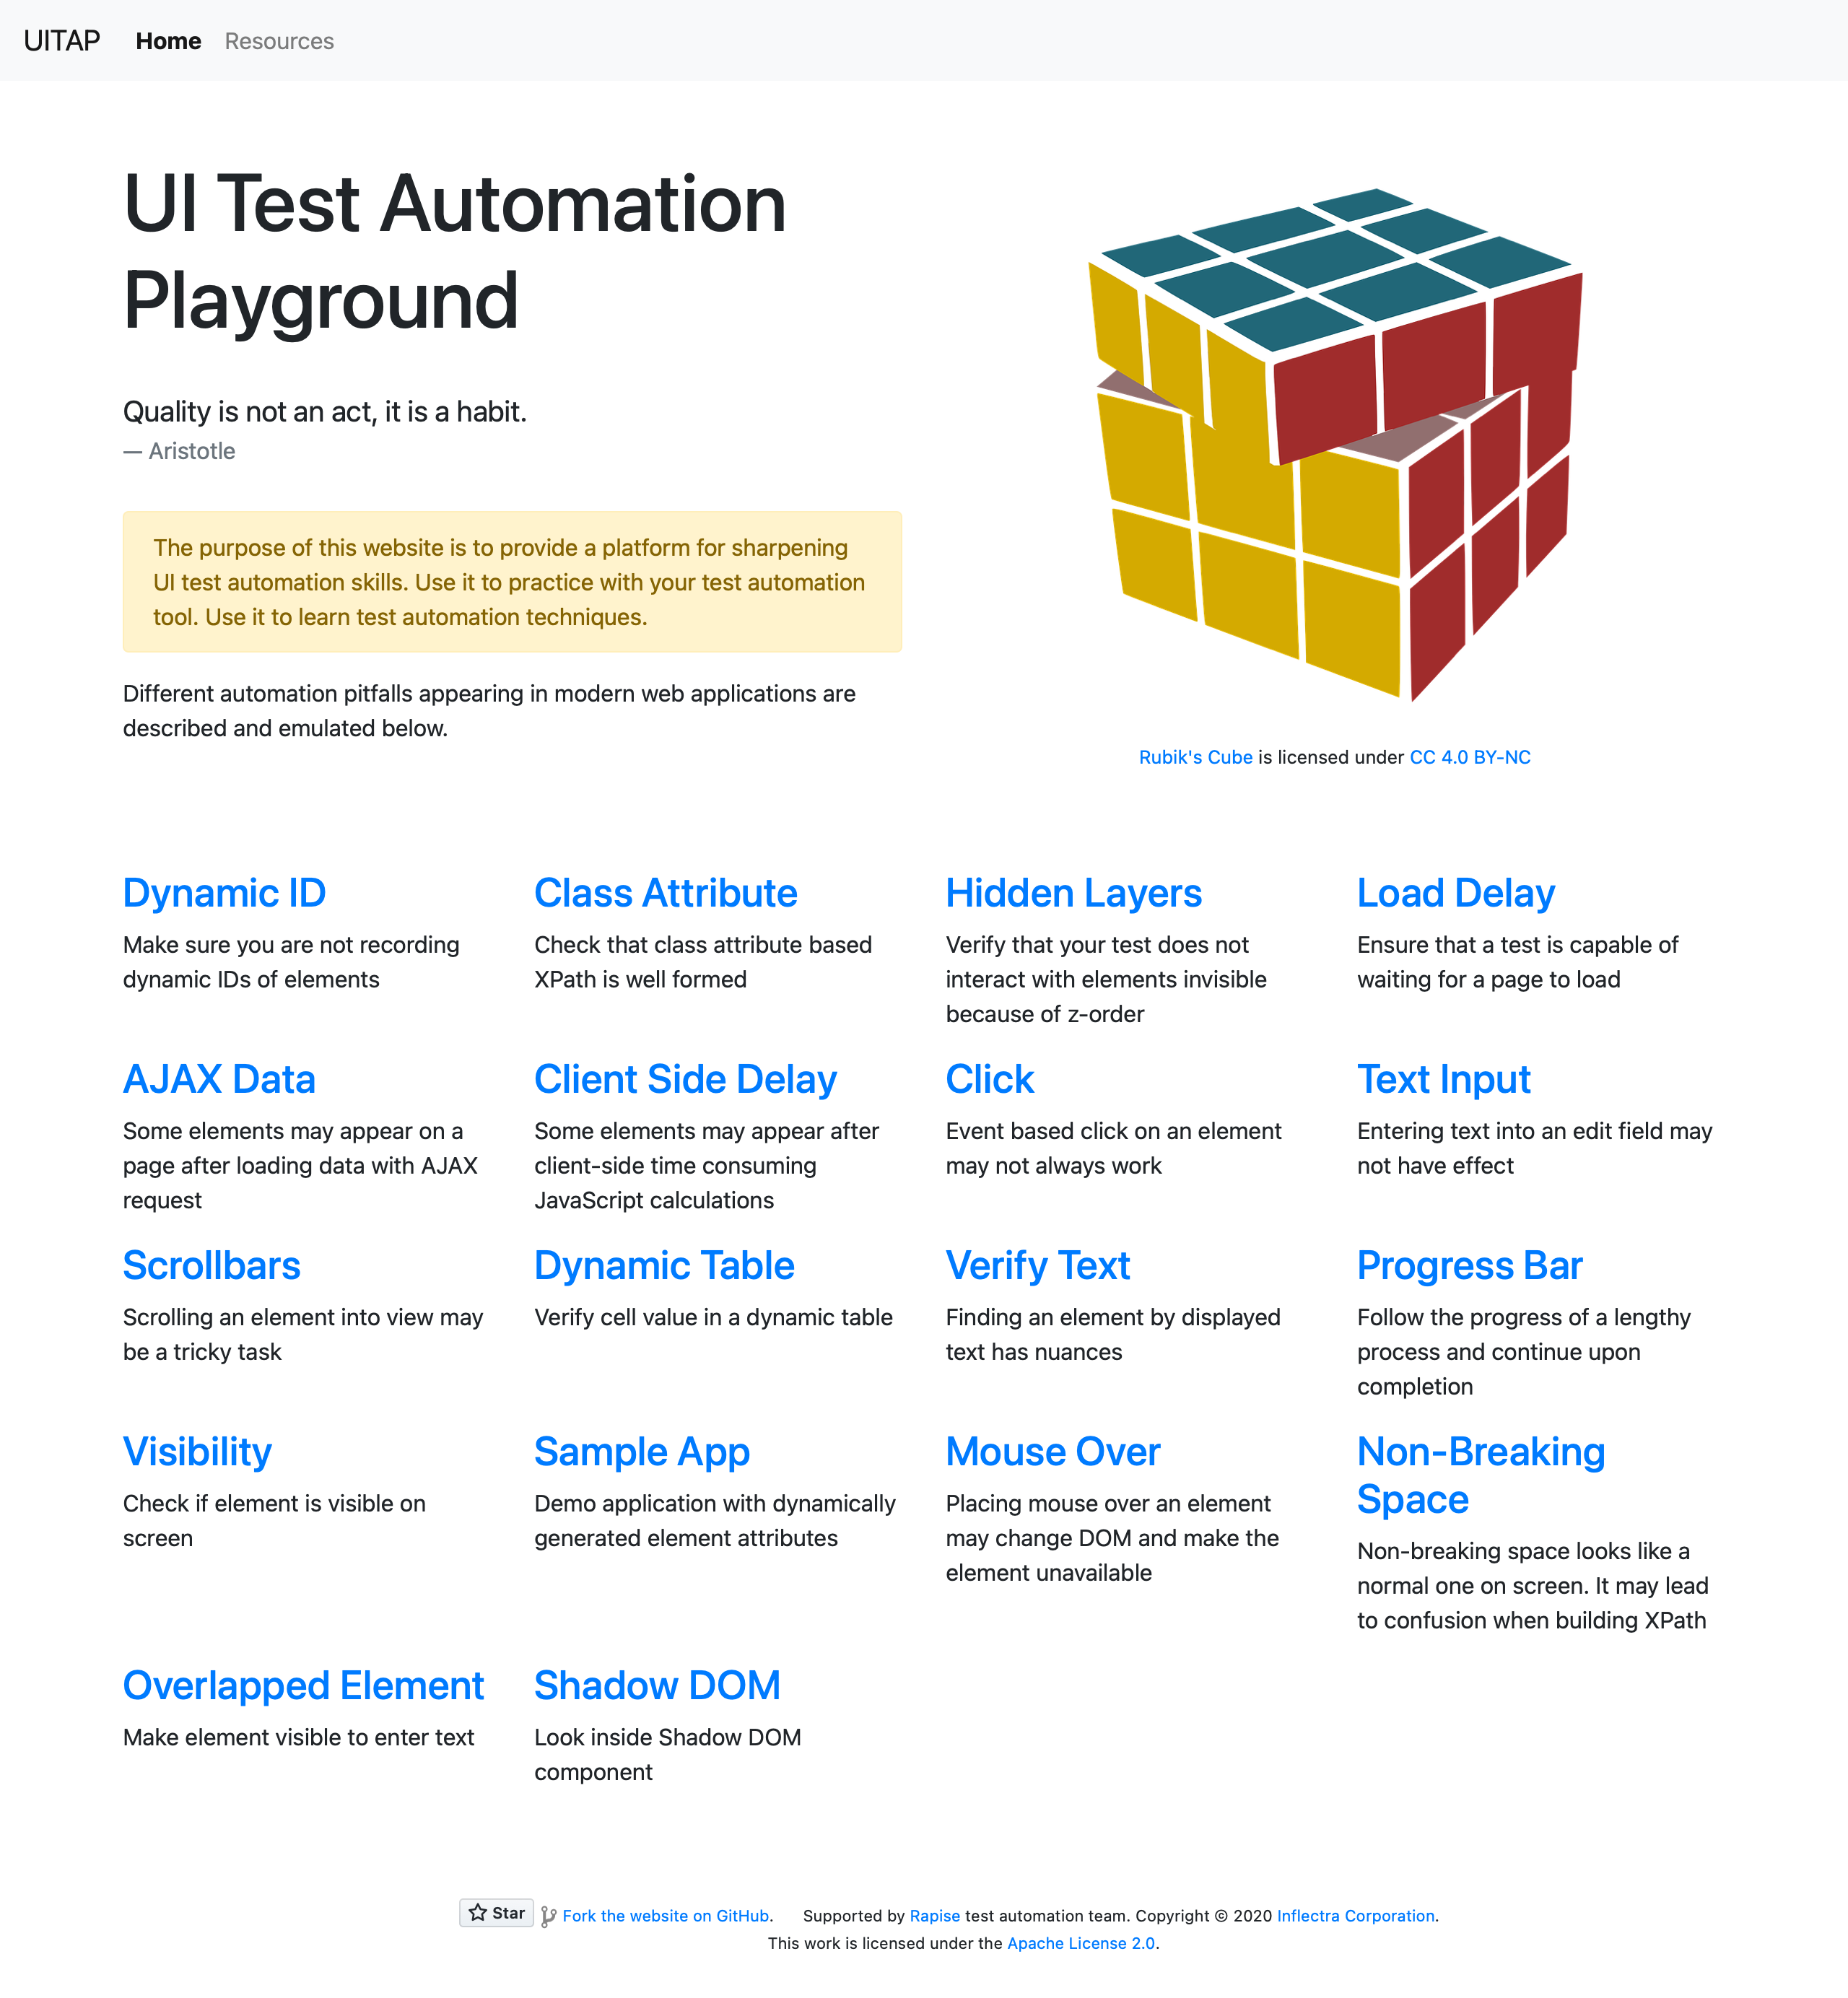 UITAP Home Resources
UI Test Automation
Playground
Quality is not an act, it is a habit.
— Aristotle
The purpose of this website is to provide a platform for sharpening
UI test automation skills. Use it to practice with your test automation
tool. Use it to learn test automation techniques.
Different automation pitfalls appearing in modern web applications are
described and emulated below.
Rubik's Cube is licensed under CC 4.0 BY-NC
Dynamic ID
Make sure you are not recording
dynamic IDs of elements
Class Attribute
Check that class attribute based
XPath is well formed
Hidden Layers
Verify that your test does not
interact with elements invisible
because of z-order
Load Delay
Ensure that a test is capable of
waiting for a page to load
AJAX Data
Some elements may appear on a
page after loading data with AJAX
request
Client Side Delay
Some elements may appear after
client-side time consuming
JavaScript calculations
Click
Event based click on an element
may not always work
Text Input
Entering text into an edit field may
not have effect
Scrollbars
Scrolling an element into view may
be a tricky task
Dynamic Table
Verify cell value in a dynamic table
Verify Text
Finding an element by displayed
text has nuances
Progress Bar
Follow the progress of a lengthy
process and continue upon
completion
Visibility
Check if element is visible on
screen
Sample App
Demo application with dynamically
generated element attributes
Mouse Over
Placing mouse over an element
may change DOM and make the
element unavailable
Non-Breaking
Space
Non-breaking space looks like a
normal one on screen. It may lead
to confusion when building XPath
Overlapped Element
Make element visible to enter text
Shadow DOM
Look inside Shadow DOM
component
Star Fork the website on GitHub. Supported by Rapise test automation team. Copyright © 2020 Inflectra Corporation.
This work is licensed under the Apache License 2.0.